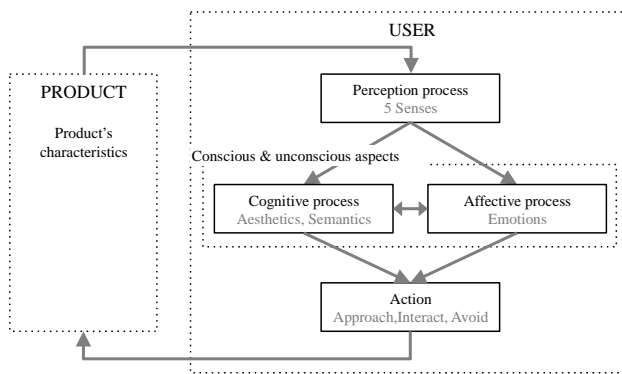 USER
PRODUCT
Product’s
characteristics
Perception process
5 Senses
Conscious & unconscious aspects
Cognitive process
Aesthetics, Semantics
Affective process
Emotions
Action
Approach,Interact, Avoid